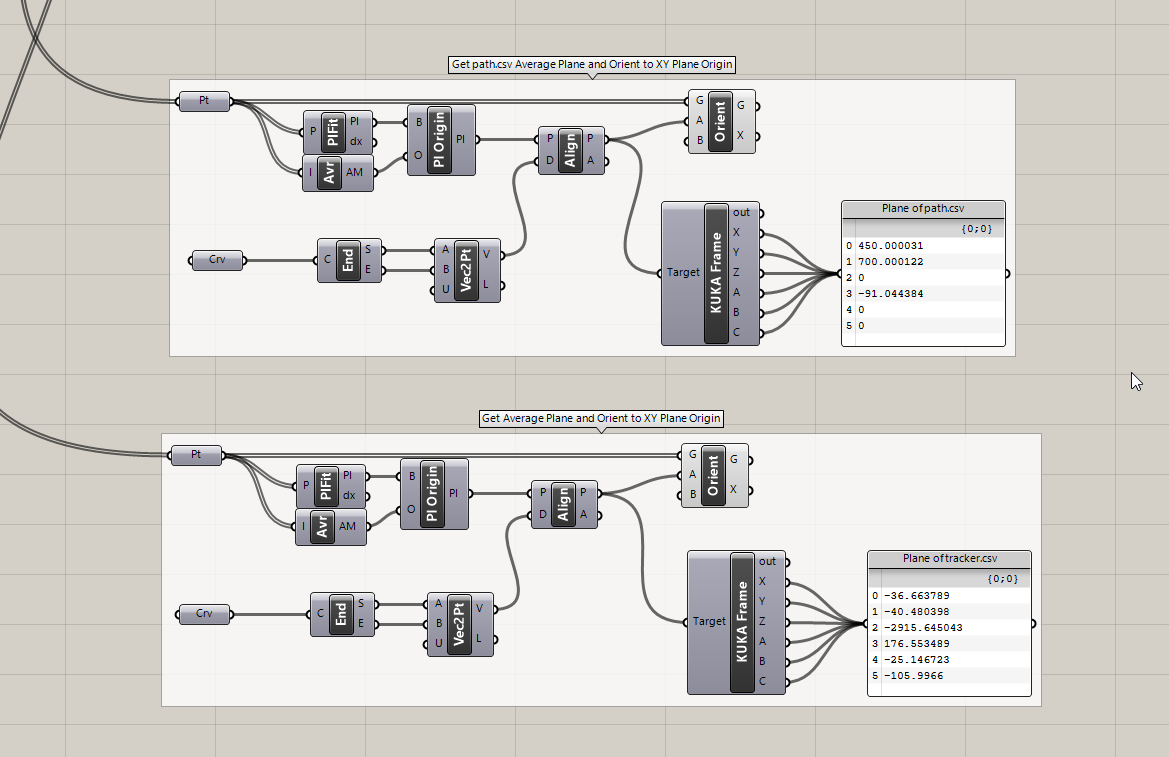 Get path.csv Average Plane and Orient to XY Plane Origin
Pt
P
PlFit
Pl
dx
I
Avr
AM
B
O
Pl Origin
Pl
P
D
Align
P
A
G
A
B
Orient
G
X
Crv
C
End
S
E
A
B
U
Vec2Pt
V
L
Target
KUKA Frame
out
X
Y
Z
A
B
C
Plane of path.csv
{0;0}
0 450.000031
1 700.000122
2 0
3 -91.044384
4 0
5 0
Get Average Plane and Orient to XY Plane Origin
Pt
P
PlFit
Pl
dx
I
Avr
AM
B
O
Pl Origin
Pl
P
D
Align
P
A
G
A
B
Orient
G
X
Crv
C
End
S
E
A
B
U
Vec2Pt
V
L
Target
KUKA Frame
out
X
Y
Z
A
B
C
Plane of tracker.csv
{0;0}
0 -36.663789
1 -40.480398
2 -2915.645043
3 176.553489
4 -25.146723
5 -105.9966